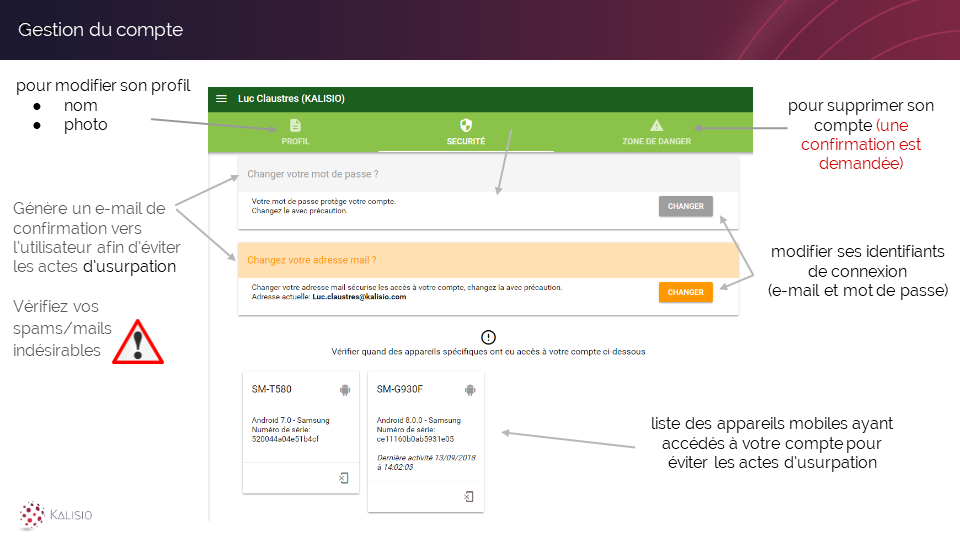 Gestion du compte
pour modifier son profil
● nom
● photo
Luc Claustres (KALISIO)
PROFIL
SECURITÉ
ZONE DE DANGER
pour supprimer son
compte (une
confirmation est
demandée)
Changer votre mot de passe ?
Votre mot de passe protège votre compte.
Changez le avec précaution.
CHANGER
Génère un e-mail de
confirmation vers
l'utilisateur afin d'éviter
les actes d'usurpation
Vérifiez vos
spams/mails
indésirables
Changez votre adresse mail ?
Changer votre adresse mail sécurise les accès à votre compte, changez la avec précaution.
Adresse actuelle: Luc.claustres@kalisio.com
CHANGER
modifier ses identifiants
de connexion
(e-mail et mot de passe)
Vérifier quand des appareils spécifiques ont eu accès à votre compte ci-dessous
SM-T580
Android 7.0 - Samsung
Numéro de série:
520044a04e51b4cf
SM-G930F
Android 8.0.0 - Samsung
Numéro de série:
ce11160b0ab5931e05
Dernière activité 13/09/2018
à 14:02:03
liste des appareils mobiles ayant
accédés à votre compte pour
éviter les actes d'usurpation
KALISIO